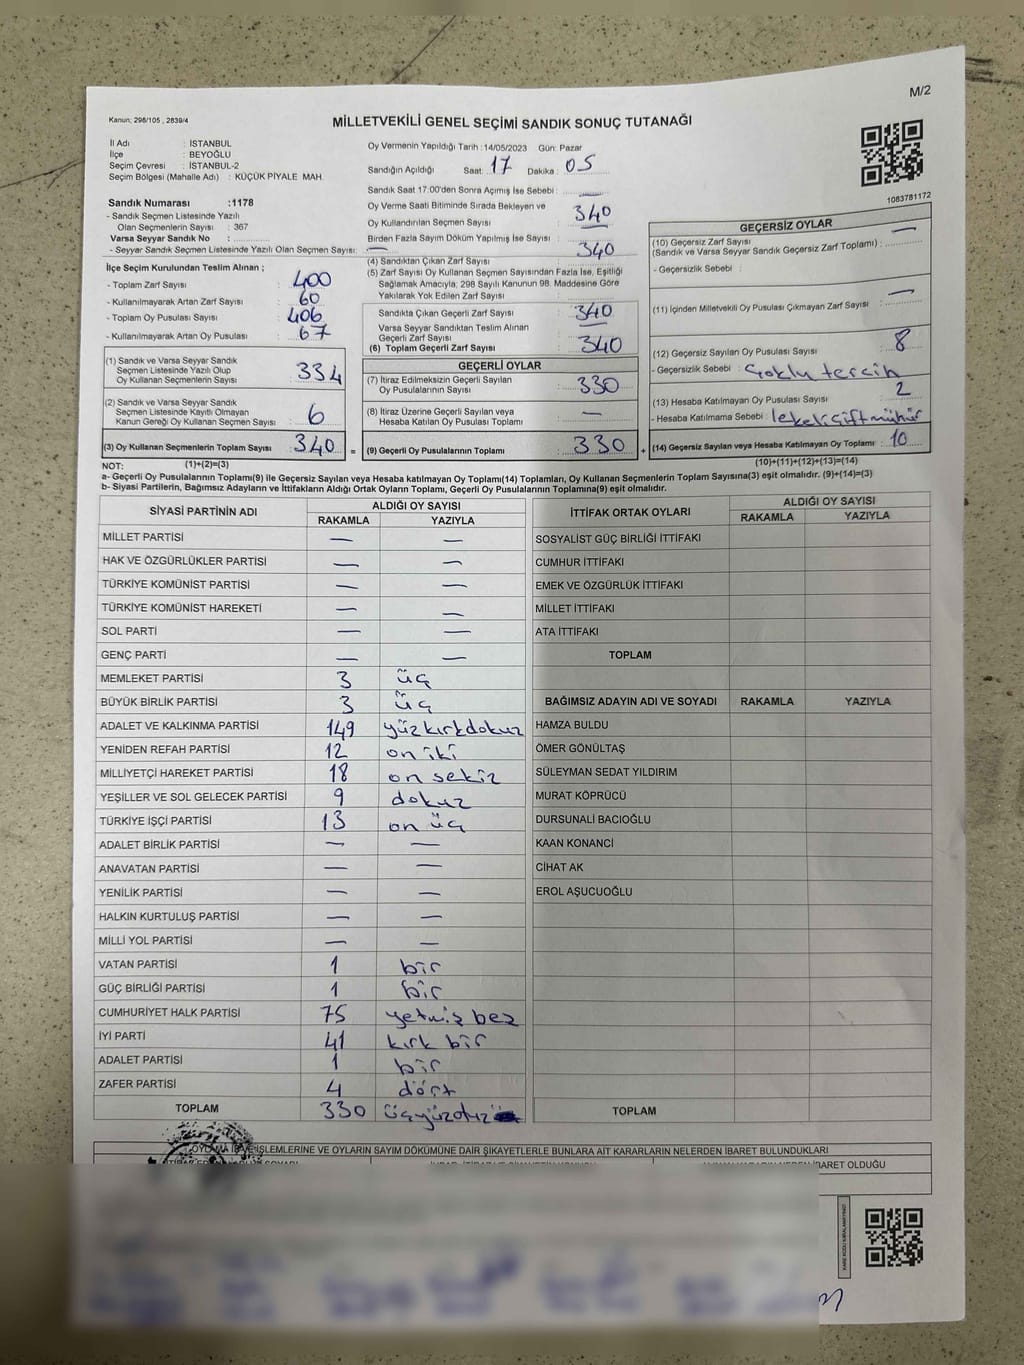 M/2
Kanun; 298/105 , 2839/4
MİLLETVEKİLİ GENEL SEÇİMİ SANDIK SONUÇ TUTANAĞI
İl Adı : İSTANBUL
İlçe : BEYOĞLU
Seçim Çevresi : İSTANBUL-2
Seçim Bölgesi (Mahalle Adı) : KÜÇÜK PİYALE MAH.
Sandık Numarası :1178
- Sandık Seçmen Listesinde Yazılı
Olan Seçmenlerin Sayısı : 367
Varsa Seyyar Sandık No :
- Seyyar Sandık Seçmen Listesinde Yazılı Olan Seçmen Sayısı: —
İlçe Seçim Kurulundan Teslim Alınan ;
- Toplam Zarf Sayısı : 400
- Kullanılmayarak Artan Zarf Sayısı : 60
- Toplam Oy Pusulası Sayısı : 406
- Kullanılmayarak Artan Oy Pusulası : 67
(1) Sandık ve Varsa Seyyar Sandık
Seçmen Listesinde Yazılı Olup
Oy Kullanan Seçmenlerin Sayısı : 334
(2) Sandık ve Varsa Seyyar Sandık
Seçmen Listesinde Kayıtlı Olmayan
Kanun Gereği Oy Kullanan Seçmen Sayısı : 6
(3) Oy Kullanan Seçmenlerin Toplam Sayısı : 340 =
Oy Vermenin Yapıldığı Tarih :14/05/2023 Gün: Pazar
Sandığın Açıldığı Saat: 17 Dakika : 05
Sandık Saat 17:00'den Sonra Açımış İse Sebebi : —
Oy Verme Saati Bitiminde Sırada Bekleyen ve
Oy Kullandırılan Seçmen Sayısı : 340
Birden Fazla Sayım Döküm Yapılmış İse Sayısı : —
(4) Sandıktan Çıkan Zarf Sayısı : 340
(5) Zarf Sayısı Oy Kullanan Seçmen Sayısından Fazla İse, Eşitliği
Sağlamak Amacıyla; 298 Sayılı Kanunun 98. Maddesine Göre
Yakılarak Yok Edilen Zarf Sayısı :
Sandıkta Çıkan Geçerli Zarf Sayısı : 340
Varsa Seyyar Sandıktan Teslim Alınan
Geçerli Zarf Sayısı : —
(6) Toplam Geçerli Zarf Sayısı : 340
GEÇERLİ OYLAR
(7) İtiraz Edilmeksizin Geçerli Sayılan
Oy Pusulalarının Sayısı : 330
(8) İtiraz Üzerine Geçerli Sayılan veya
Hesaba Katılan Oy Pusulası Toplamı : —
(9) Geçerli Oy Pusulalarının Toplamı : 330 +
1083781172
GEÇERSİZ OYLAR
(10) Geçersiz Zarf Sayısı
(Sandık ve Varsa Seyyar Sandık Geçersiz Zarf Toplamı) : —
- Geçersizlik Sebebi :
(11) İçinden Milletvekili Oy Pusulası Çıkmayan Zarf Sayısı : —
(12) Geçersiz Sayılan Oy Pusulası Sayısı : 8
- Geçersizlik Sebebi : Çoklu tercih
(13) Hesaba Katılmayan Oy Pusulası Sayısı : 2
- Hesaba Katılmama Sebebi : lekeli çift mühür
(14) Geçersiz Sayılan veya Hesaba Katılmayan Oy Toplamı : 10
NOT: (1)+(2)=(3)
(10)+(11)+(12)+(13)=(14)
a- Geçerli Oy Pusulalarının Toplamı(9) ile Geçersiz Sayılan veya Hesaba Katılmayan Oy Toplamı(14) Toplamları, Oy Kullanan Seçmenlerin Toplam Sayısına(3) eşit olmalıdır. (9)+(14)=(3)
b- Siyasi Partilerin, Bağımsız Adayların ve İttifakların Aldığı Ortak Oyların Toplamı, Geçerli Oy Pusulalarının Toplamına(9) eşit olmalıdır.
SİYASİ PARTİNİN ADI ALDIĞI OY SAYISI
RAKAMLA YAZIYLA
MİLLET PARTİSİ — —
HAK VE ÖZGÜRLÜKLER PARTİSİ — —
TÜRKİYE KOMÜNİST PARTİSİ — —
TÜRKİYE KOMÜNİST HAREKETİ — —
SOL PARTİ — —
GENÇ PARTİ — —
MEMLEKET PARTİSİ 3 üç
BÜYÜK BİRLİK PARTİSİ 3 üç
ADALET VE KALKINMA PARTİSİ 149 yüzkırkdokuz
YENİDEN REFAH PARTİSİ 12 on iki
MİLLİYETÇİ HAREKET PARTİSİ 18 on sekiz
YEŞİLLER VE SOL GELECEK PARTİSİ 9 dokuz
TÜRKİYE İŞÇİ PARTİSİ 13 on üç
ADALET BİRLİK PARTİSİ — —
ANAVATAN PARTİSİ — —
YENİLİK PARTİSİ — —
HALKIN KURTULUŞ PARTİSİ — —
MİLLİ YOL PARTİSİ — —
VATAN PARTİSİ 1 bir
GÜÇ BİRLİĞİ PARTİSİ 1 bir
CUMHURİYET HALK PARTİSİ 75 yetmiş beş
İYİ PARTİ 41 kırk bir
ADALET PARTİSİ 1 bir
ZAFER PARTİSİ 4 dört
TOPLAM 330 üçyüzotuz
İTTİFAK ORTAK OYLARI ALDIĞI OY SAYISI
RAKAMLA YAZIYLA
SOSYALİST GÜÇ BİRLİĞİ İTTİFAKI
CUMHUR İTTİFAKI
EMEK VE ÖZGÜRLÜK İTTİFAKI
MİLLET İTTİFAKI
ATA İTTİFAKI
TOPLAM
BAĞIMSIZ ADAYIN ADI VE SOYADI RAKAMLA YAZIYLA
HAMZA BULDU
ÖMER GÖNÜLTAŞ
SÜLEYMAN SEDAT YILDIRIM
MURAT KÖPRÜCÜ
DURSUNALİ BACIOĞLU
KAAN KONANCİ
CİHAT AK
EROL AŞUCUOĞLU
TOPLAM
İŞLEMLERİNE VE OYLARIN SAYIM DÖKÜMÜNE DAİR ŞİKAYETLERLE BUNLARA AİT KARARLARIN NELERDEN İBARET BULUNDUKLARI
İBARET OLDUĞU